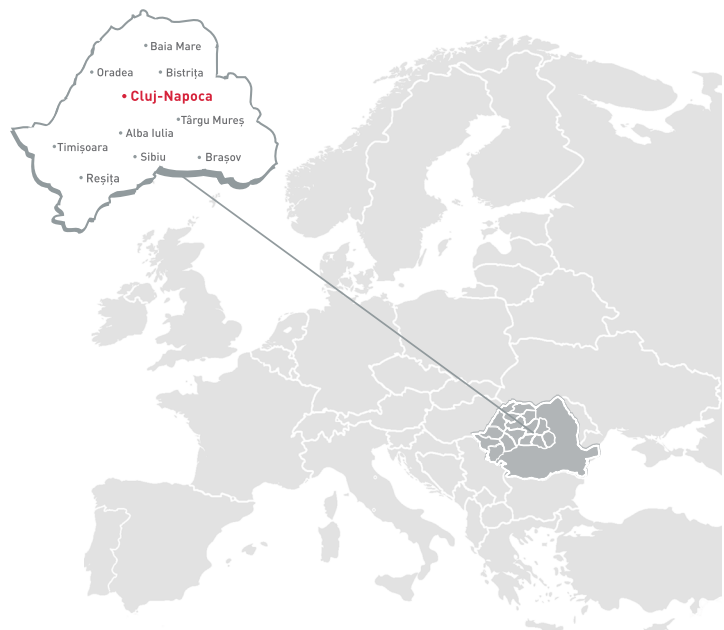 Baia Mare
Oradea
Bistrița
Cluj-Napoca
Târgu Mureș
Alba Iulia
Timișoara
Sibiu
Brașov
Reșița